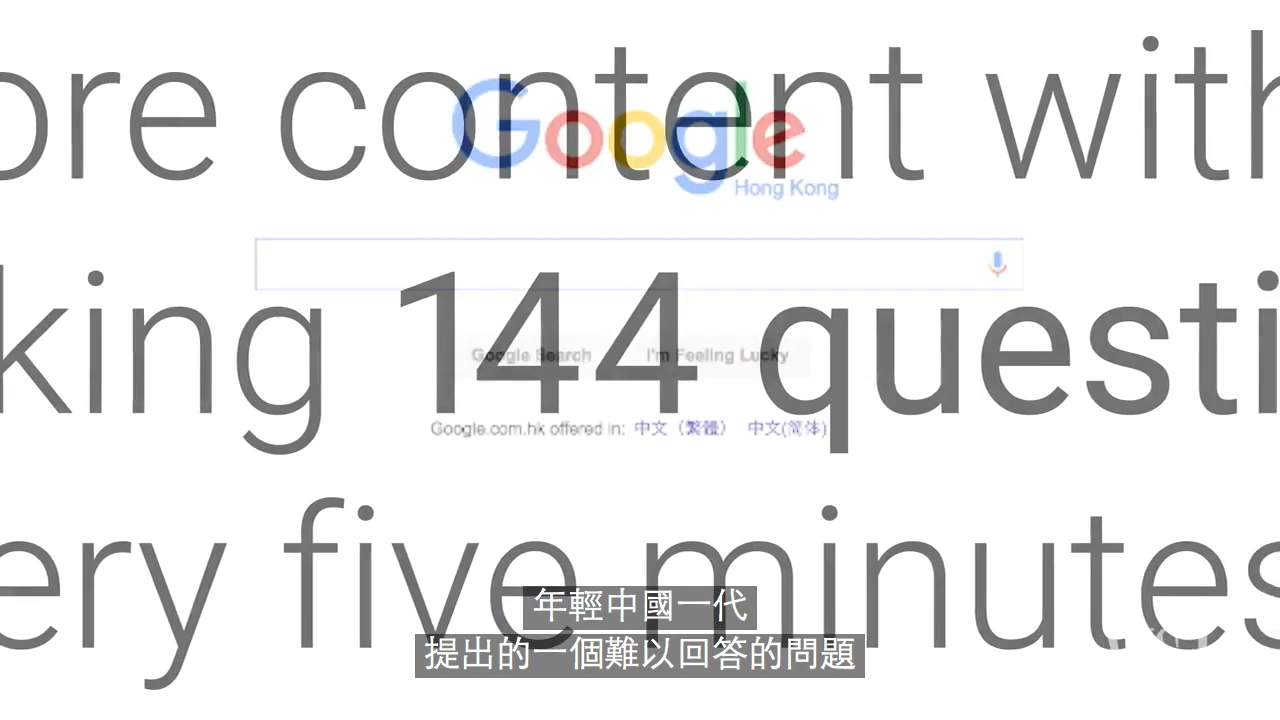 ore content with
Google
Hong Kong
king 144 questi
Google Search I'm Feeling Lucky
Google.com.hk offered in: 中文（繁體） 中文(简体)
ery five minutes
年輕中國一代
提出的一個難以回答的問題